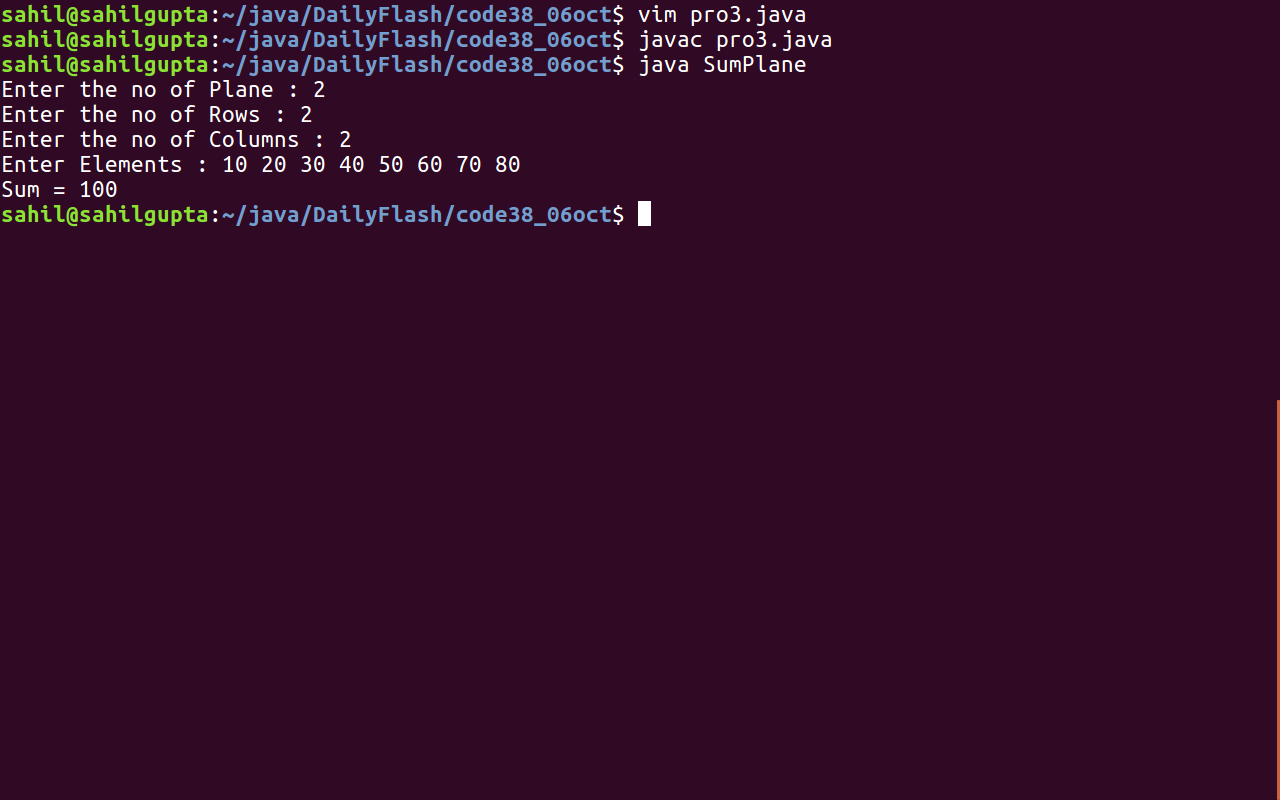 sahil@sahilgupta:~/java/DailyFlash/code38_06oct$ vim pro3.java
sahil@sahilgupta:~/java/DailyFlash/code38_06oct$ javac pro3.java
sahil@sahilgupta:~/java/DailyFlash/code38_06oct$ java SumPlane
Enter the no of Plane : 2
Enter the no of Rows : 2
Enter the no of Columns : 2
Enter Elements : 10 20 30 40 50 60 70 80
Sum = 100
sahil@sahilgupta:~/java/DailyFlash/code38_06oct$